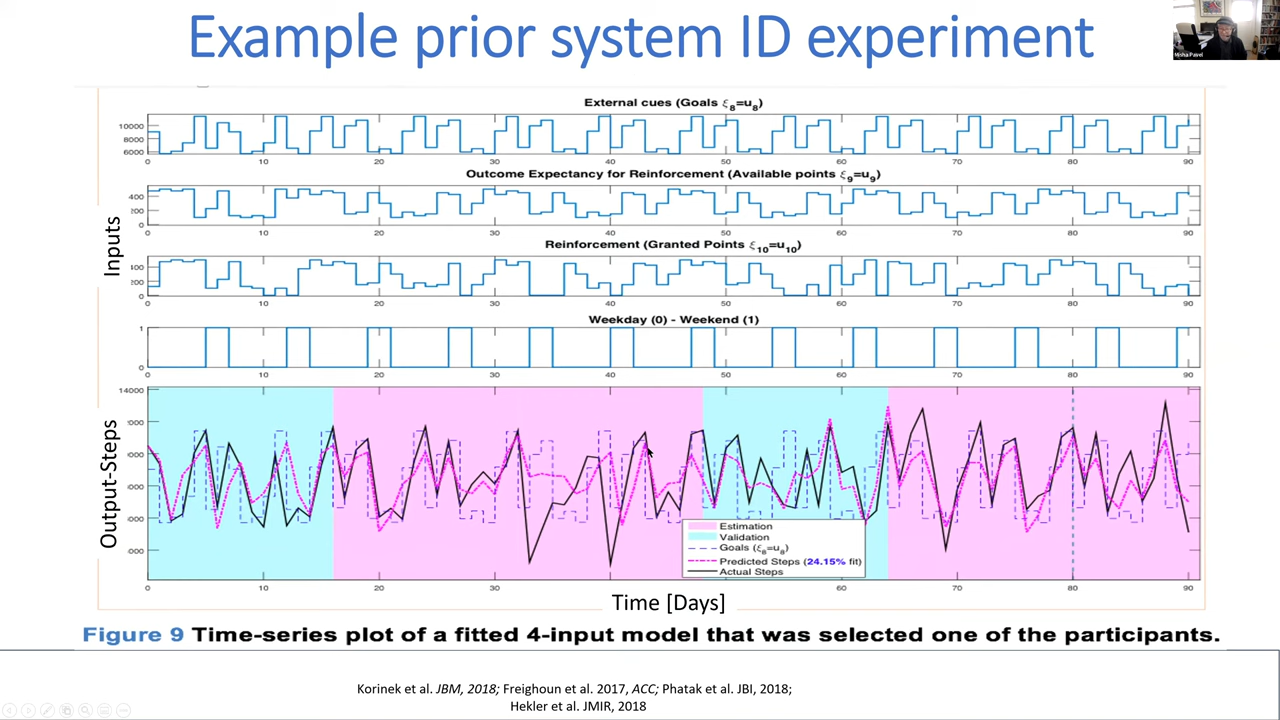 Example prior system ID experiment
Misha Pavel
External cues (Goals ξ8=u8)
10000
8000
6000
0 10 20 30 40 50 60 70 80 90
Outcome Expectancy for Reinforcement (Available points ξ9=u9)
400
200
0
0 10 20 30 40 50 60 70 80 90
Inputs
Reinforcement (Granted Points ξ10=u10)
100
200
0
0 10 20 30 40 50 60 70 80 90
Weekday (0) - Weekend (1)
1
0
0 10 20 30 40 50 60 70 80 90
14000
Output-Steps
Estimation
Validation
Goals (ξ8=u8)
Predicted Steps (24.15% fit)
Actual Steps
0 10 20 30 40 50 60 70 80 90
Time [Days]
Figure 9 Time-series plot of a fitted 4-input model that was selected one of the participants.
Korinek et al. JBM, 2018; Freighoun et al. 2017, ACC; Phatak et al. JBI, 2018;
Hekler et al. JMIR, 2018